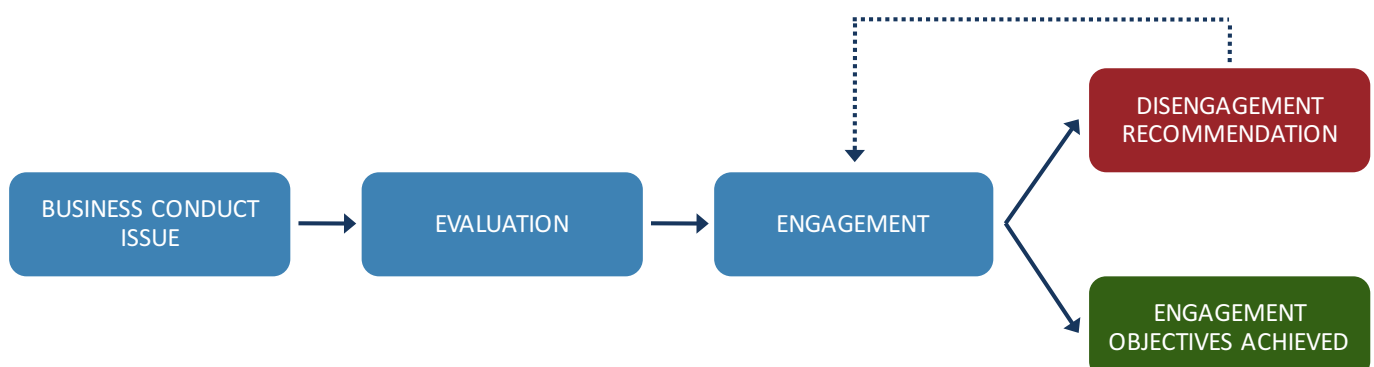 DISENGAGEMENT
RECOMMENDATION
BUSINESS CONDUCT
ISSUE
EVALUATION
ENGAGEMENT
ENGAGEMENT
OBJECTIVES ACHIEVED